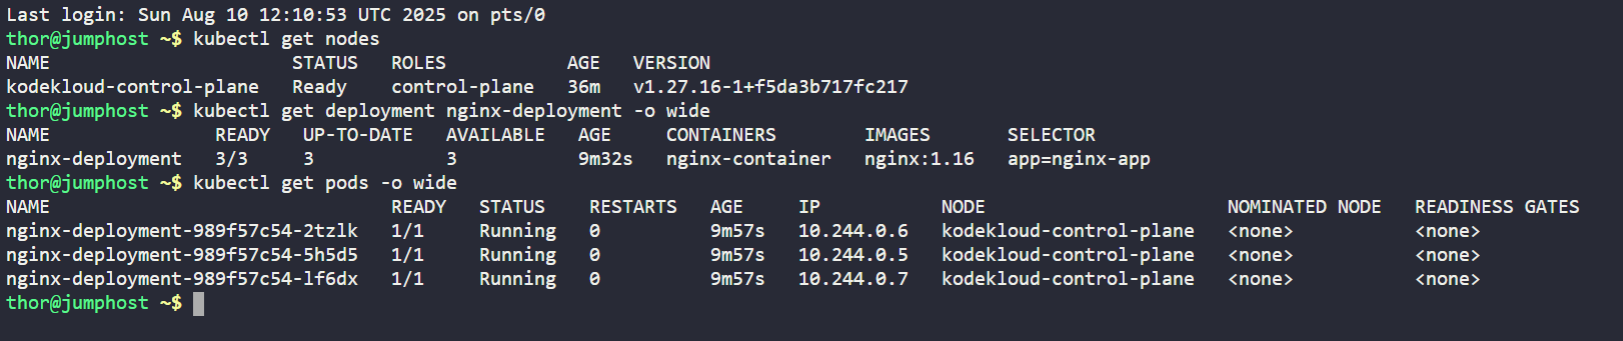 Last login: Sun Aug 10 12:10:53 UTC 2025 on pts/0
thor@jumphost ~$ kubectl get nodes
NAME                      STATUS   ROLES           AGE   VERSION
kodekloud-control-plane   Ready    control-plane   36m   v1.27.16-1+f5da3b717fc217
thor@jumphost ~$ kubectl get deployment nginx-deployment -o wide
NAME               READY   UP-TO-DATE   AVAILABLE   AGE     CONTAINERS        IMAGES       SELECTOR
nginx-deployment   3/3     3            3           9m32s   nginx-container   nginx:1.16   app=nginx-app
thor@jumphost ~$ kubectl get pods -o wide
NAME                               READY   STATUS    RESTARTS   AGE     IP           NODE                      NOMINATED NODE   READINESS GATES
nginx-deployment-989f57c54-2tzlk   1/1     Running   0          9m57s   10.244.0.6   kodekloud-control-plane   <none>           <none>
nginx-deployment-989f57c54-5h5d5   1/1     Running   0          9m57s   10.244.0.5   kodekloud-control-plane   <none>           <none>
nginx-deployment-989f57c54-lf6dx   1/1     Running   0          9m57s   10.244.0.7   kodekloud-control-plane   <none>           <none>
thor@jumphost ~$